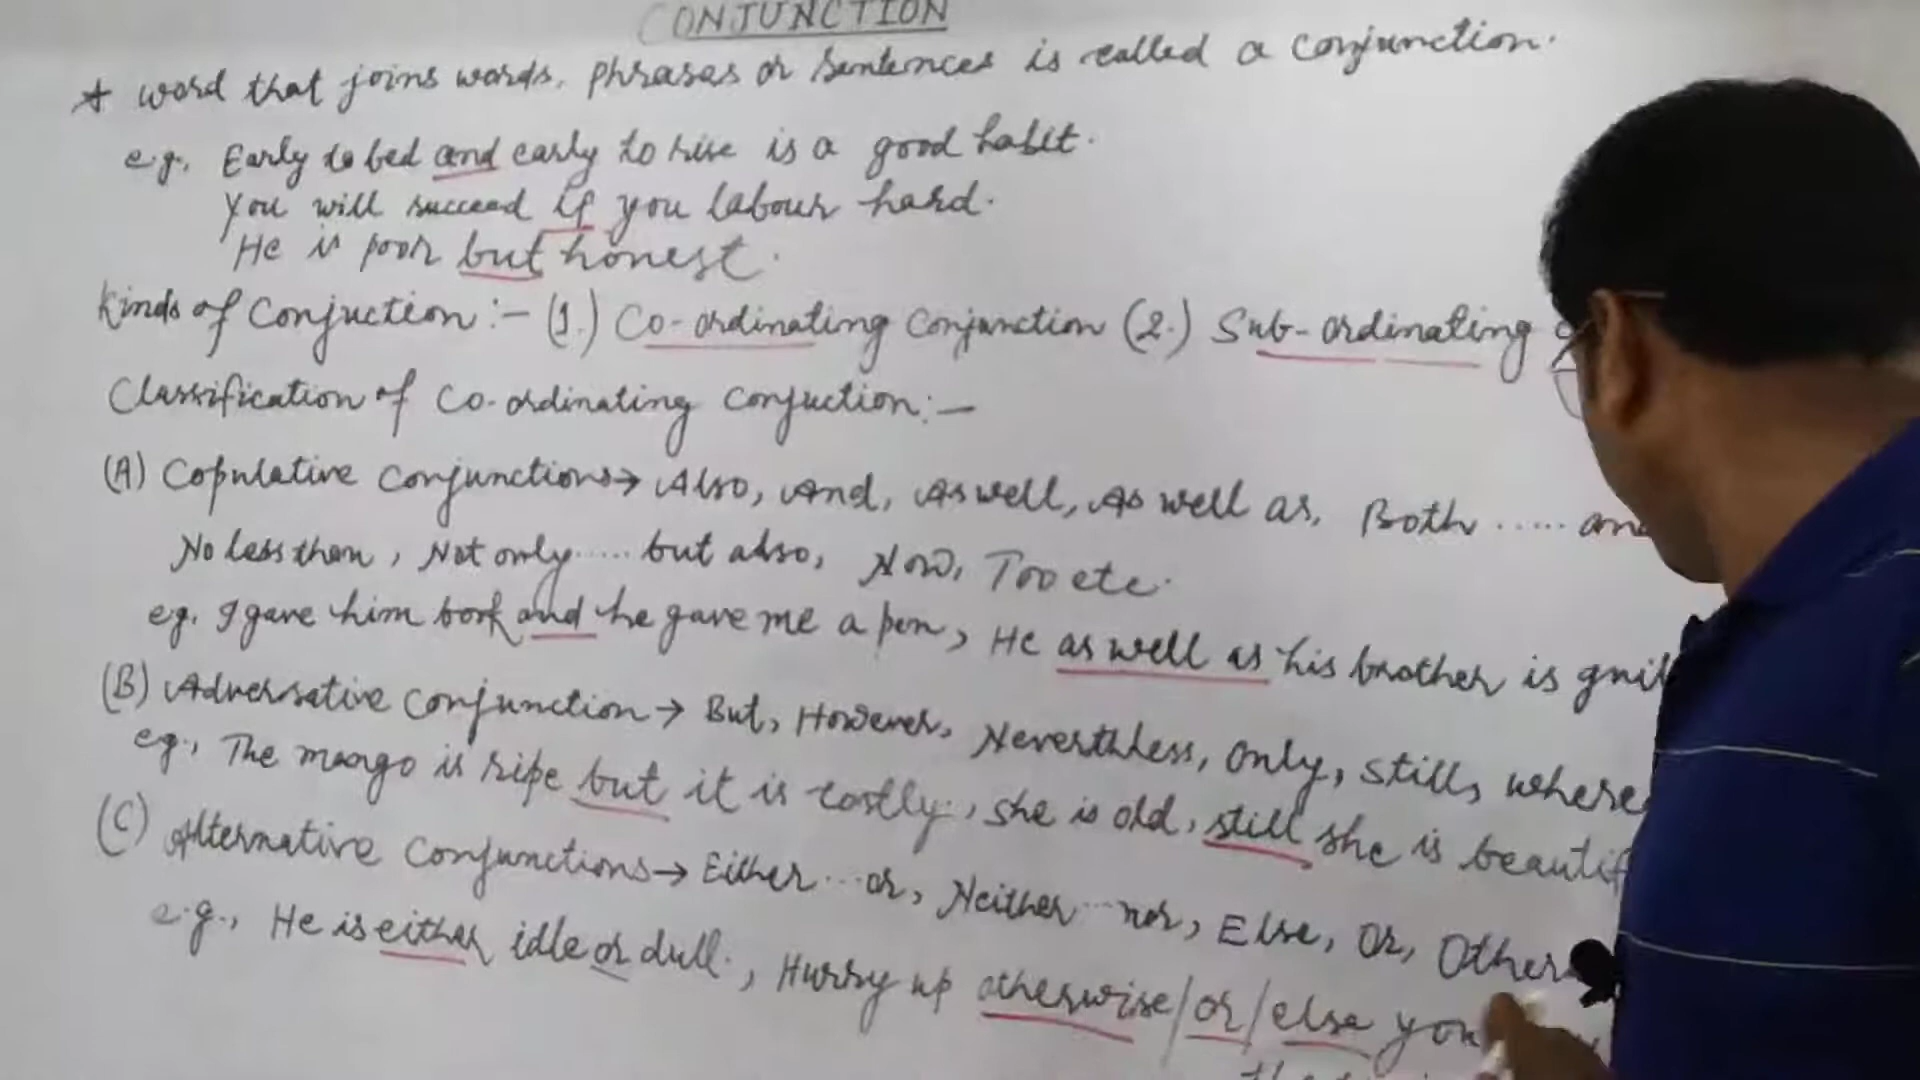 CONJUNCTION
A word that joins words, phrases or sentences is called a conjunction.
e.g., Early to bed and early to rise is a good habit.
You will succeed if you labour hard.
He is poor but honest.
Kinds of Conjuction :- (1.) Co-ordinating Conjunction (2.) Sub-ordinating
Classification of Co-ordinating Conjuction :-
(A) Copulative Conjunctions → Also, And, As well, As well as, Both ..... and
No less than, Not only ..... but also, Now, Too etc.
eg. I gave him book and he gave me a pen, He as well as his brother is
(B) Adversative Conjunction → But, However, Neverthless, Only, Still,
eg., The mango is ripe but it is costly., She is old, still she is
(C) Alternative Conjunctions → Either ... or, Neither ... nor, Else, Or,
e.g., He is either idle or dull., Hurry up otherwise/or/else